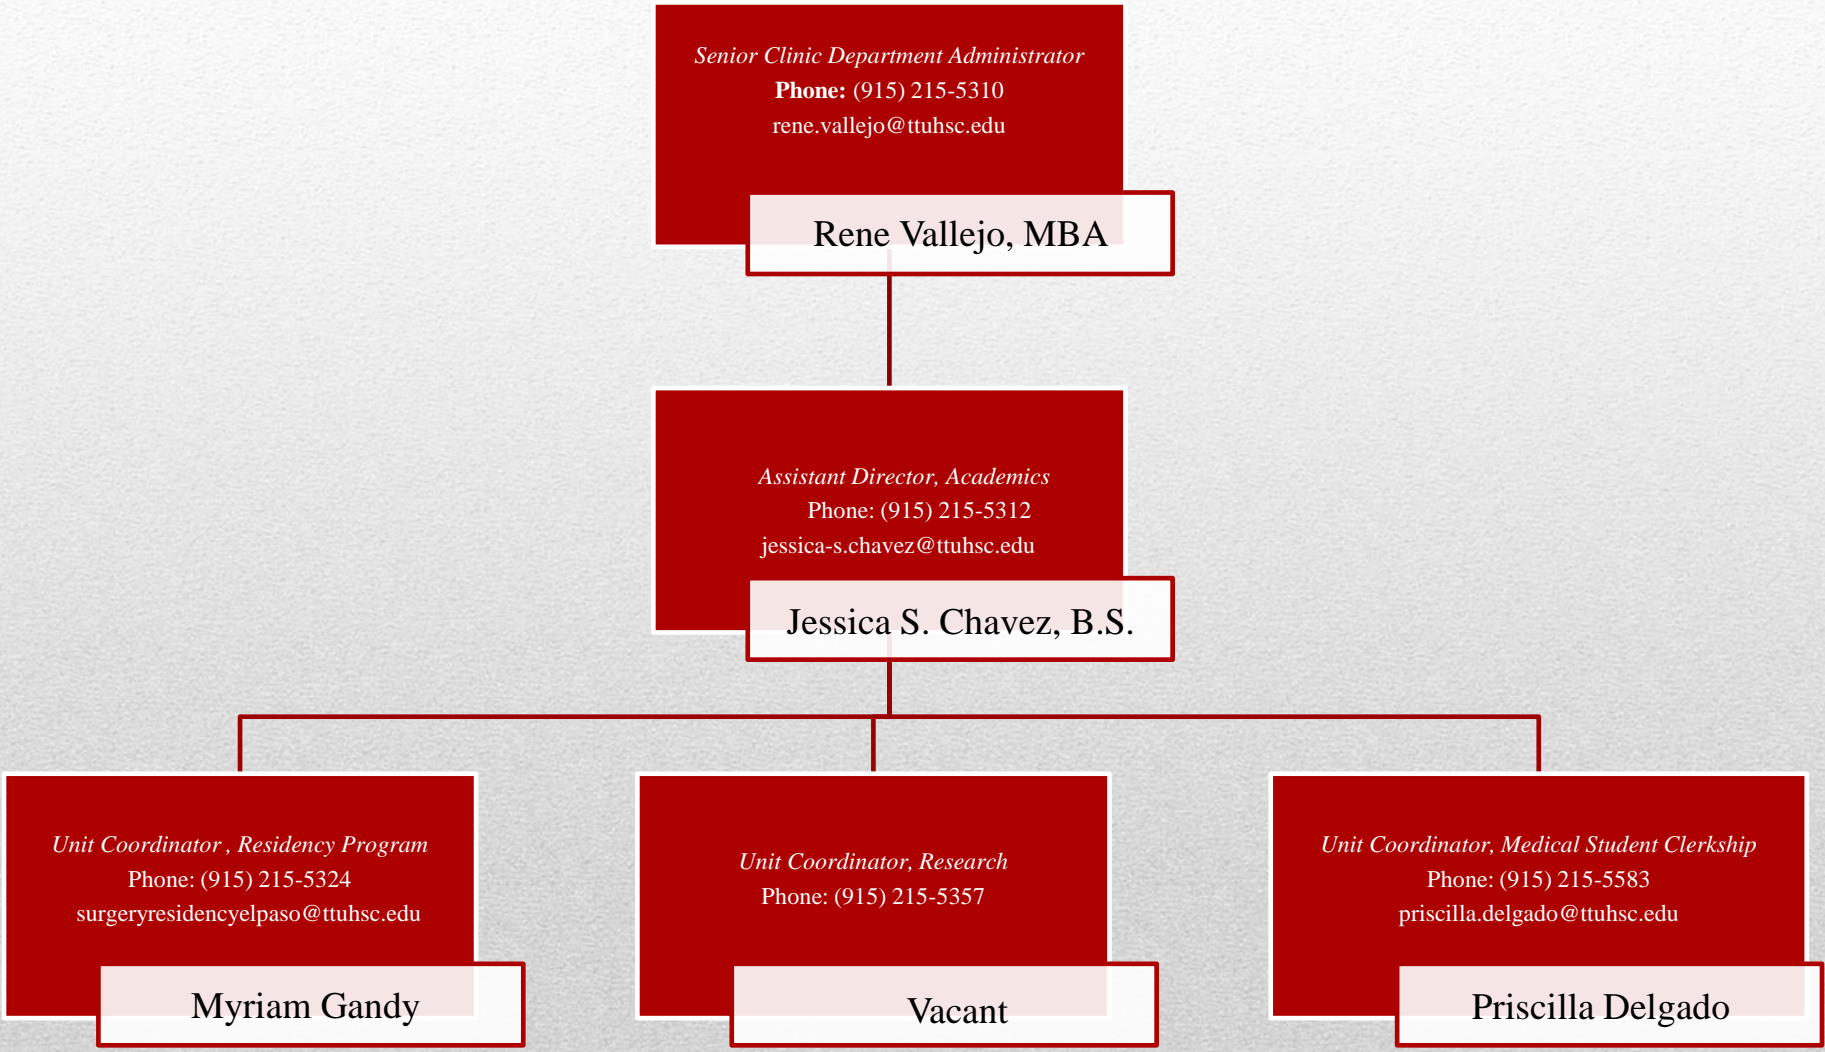 Senior Clinic Department Administrator
Phone: (915) 215-5310
rene.vallejo@ttuhsc.edu
Rene Vallejo, MBA
Assistant Director, Academics
Phone: (915) 215-5312
jessica-s.chavez@ttuhsc.edu
Jessica S. Chavez, B.S.
Unit Coordinator , Residency Program
Phone: (915) 215-5324
surgeryresidencyelpaso@ttuhsc.edu
Myriam Gandy
Unit Coordinator, Research
Phone: (915) 215-5357
Vacant
Unit Coordinator, Medical Student Clerkship
Phone: (915) 215-5583
priscilla.delgado@ttuhsc.edu
Priscilla Delgado